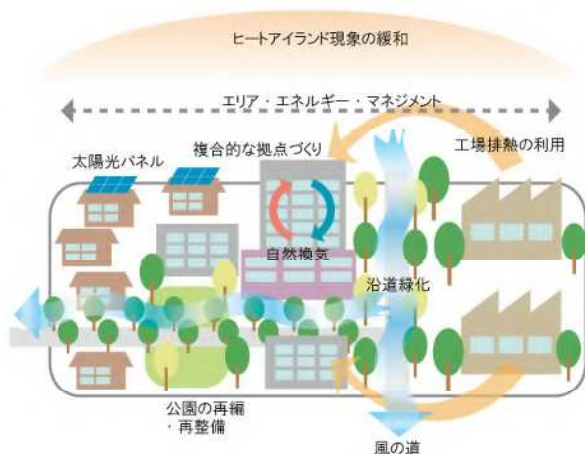 ヒートアイランド現象の緩和
エリア・エネルギー・マネジメント
複合的な拠点づくり
工場排熱の利用
太陽光パネル
自然換気
沿道緑化
公園の再編
・再整備
風の道